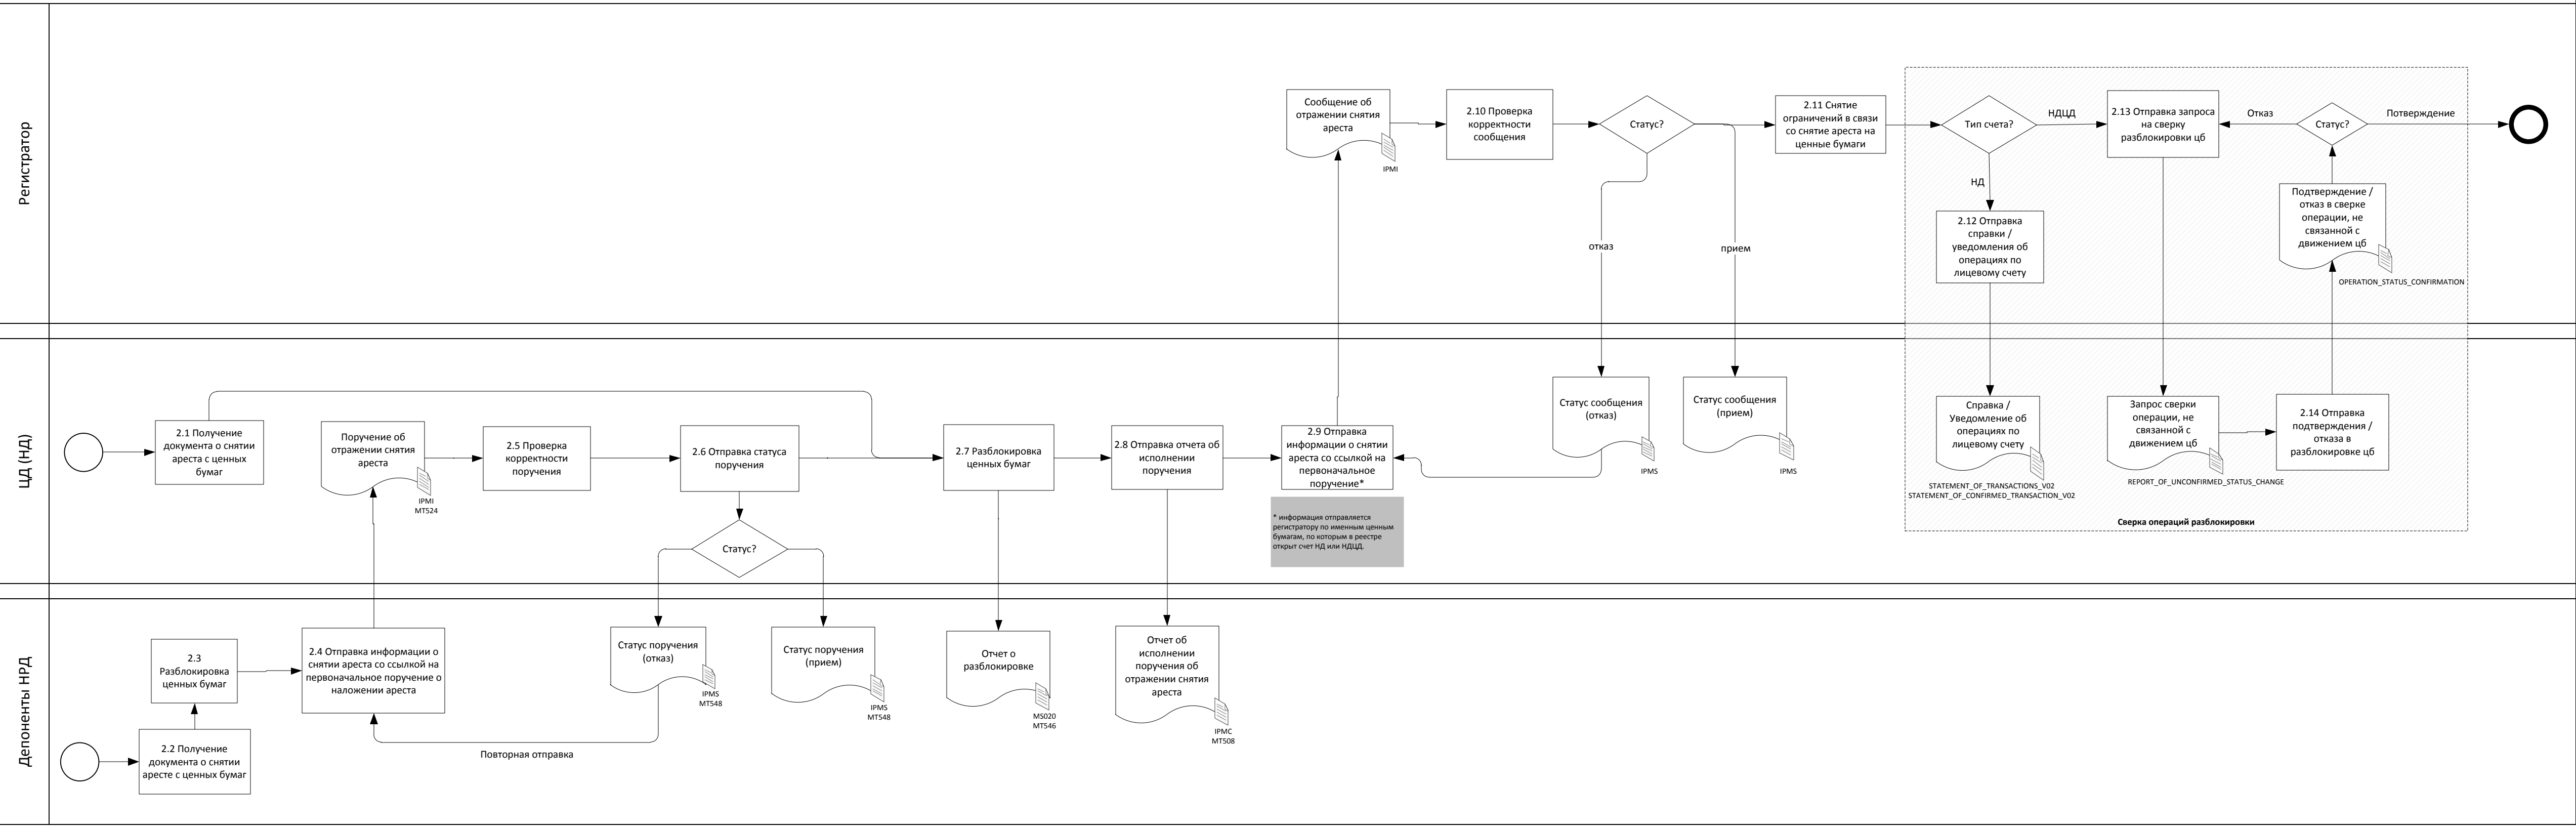 Регистратор
Сообщение об
отражении снятия
ареста
IPMI
2.10 Проверка
корректности
сообщения
Статус?
отказ
прием
2.11 Снятие
ограничений в связи
со снятие ареста на
ценные бумаги
Тип счета?
НДЦД
НД
2.12 Отправка
справки /
уведомления об
операциях по
лицевому счету
2.13 Отправка запроса
на сверку
разблокировки цб
Отказ
Статус?
Потверждение
Подтверждение /
отказ в сверке
операции, не
связанной с
движением цб
OPERATION_STATUS_CONFIRMATION
ЦД (НД)
2.1 Получение
документа о снятии
ареста с ценных
бумаг
Поручение об
отражении снятия
ареста
IPMI
MT524
2.5 Проверка
корректности
поручения
2.6 Отправка статуса
поручения
Статус?
2.7 Разблокировка
ценных бумаг
2.8 Отправка отчета об
исполнении
поручения
2.9 Отправка
информации о снятии
ареста со ссылкой на
первоначальное
поручение*
* информация отправляется
регистратору по именным ценным
бумагам, по которым в реестре
открыт счет НД или НДЦД.
Статус сообщения
(отказ)
IPMS
Статус сообщения
(прием)
IPMS
Справка /
Уведомление об
операциях по
лицевому счету
STATEMENT_OF_TRANSACTIONS_V02
STATEMENT_OF_CONFIRMED_TRANSACTION_V02
Запрос сверки
операции, не
связанной с
движением цб
REPORT_OF_UNCONFIRMED_STATUS_CHANGE
2.14 Отправка
подтверждения /
отказа в
разблокировке цб
Сверка операций разблокировки
Депоненты НРД
2.3
Разблокировка
ценных бумаг
2.2 Получение
документа о снятии
аресте с ценных бумаг
2.4 Отправка информации о
снятии ареста со ссылкой на
первоначальное поручение о
наложении ареста
Повторная отправка
Статус поручения
(отказ)
IPMS
MT548
Статус поручения
(прием)
IPMS
MT548
Отчет о
разблокировке
MS020
MT546
Отчет об
исполнении
поручения об
отражении снятия
ареста
IPMC
MT508